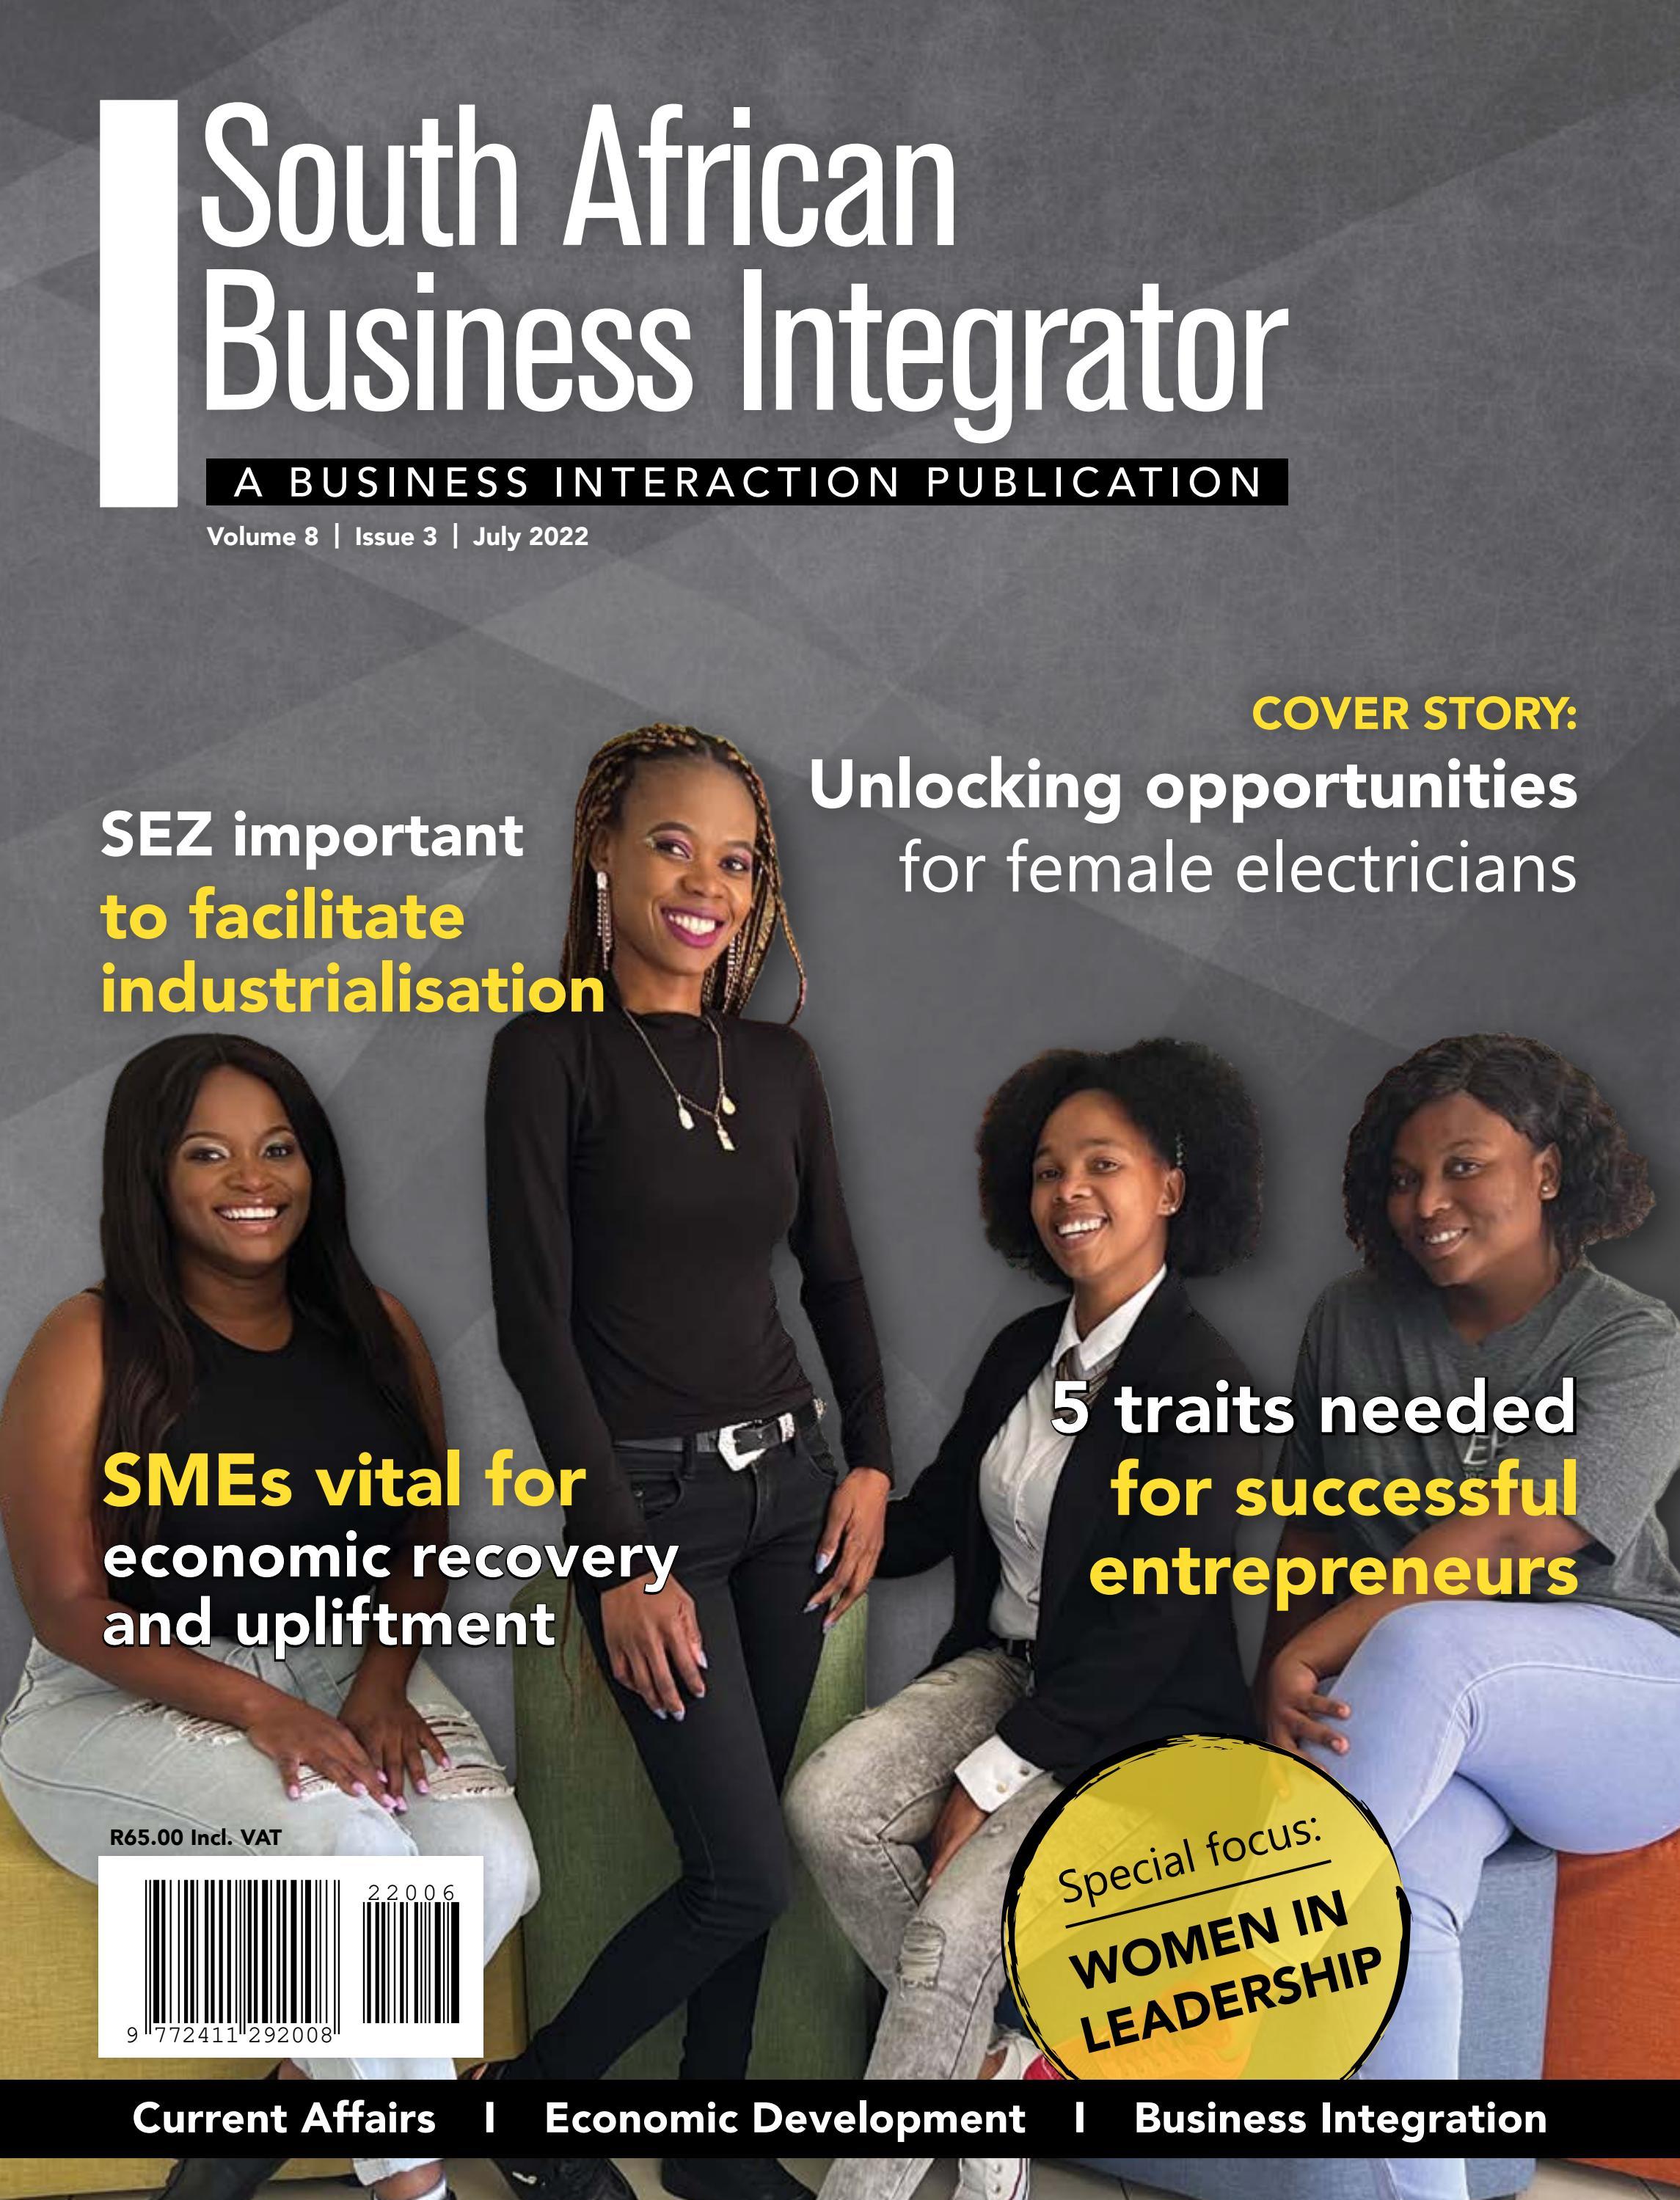 South African
Business Integrator
A BUSINESS INTERACTION PUBLICATION
Volume 8 | Issue 3 | July 2022
COVER STORY:
Unlocking opportunities
for female electricians
SEZ important
to facilitate
industrialisation
5 traits needed
for successful
entrepreneurs
SMEs vital for
economic recovery
and upliftment
R65.00 Incl. VAT
22006
9 772411 292008
Special focus:
WOMEN IN
LEADERSHIP
Current Affairs | Economic Development | Business Integration